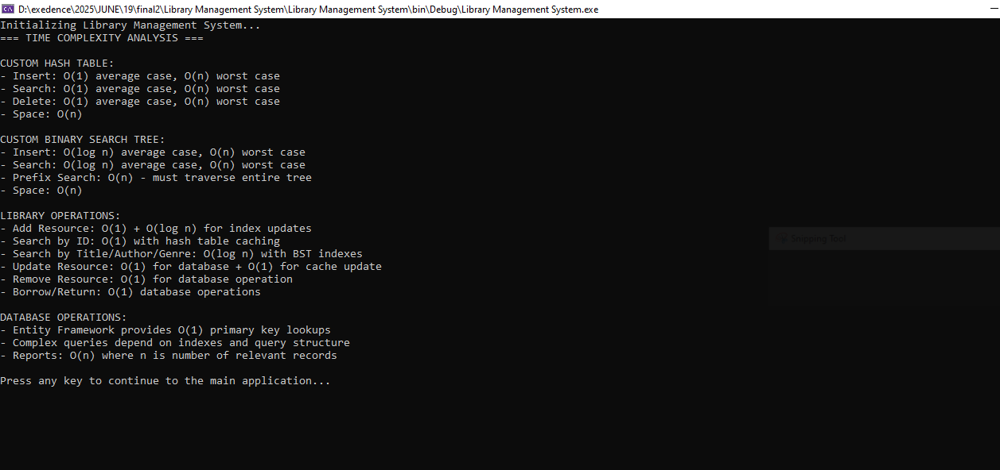 D:\exedence\2025\JUNE\19\final2\Library Management System\Library Management System\bin\Debug\Library Management System.exe
Initializing Library Management System...
=== TIME COMPLEXITY ANALYSIS ===
CUSTOM HASH TABLE:
- Insert: O(1) average case, O(n) worst case
- Search: O(1) average case, O(n) worst case
- Delete: O(1) average case, O(n) worst case
- Space: O(n)
CUSTOM BINARY SEARCH TREE:
- Insert: O(log n) average case, O(n) worst case
- Search: O(log n) average case, O(n) worst case
- Prefix Search: O(n) - must traverse entire tree
- Space: O(n)
LIBRARY OPERATIONS:
- Add Resource: O(1) + O(log n) for index updates
- Search by ID: O(1) with hash table caching
Snipping Tool
- Search by Title/Author/Genre: O(log n) with BST indexes
- Update Resource: O(1) for database + O(1) for cache update
- Remove Resource: O(1) for database operation
- Borrow/Return: O(1) database operations
DATABASE OPERATIONS:
- Entity Framework provides O(1) primary key lookups
- Complex queries depend on indexes and query structure
- Reports: O(n) where n is number of relevant records
Press any key to continue to the main application...